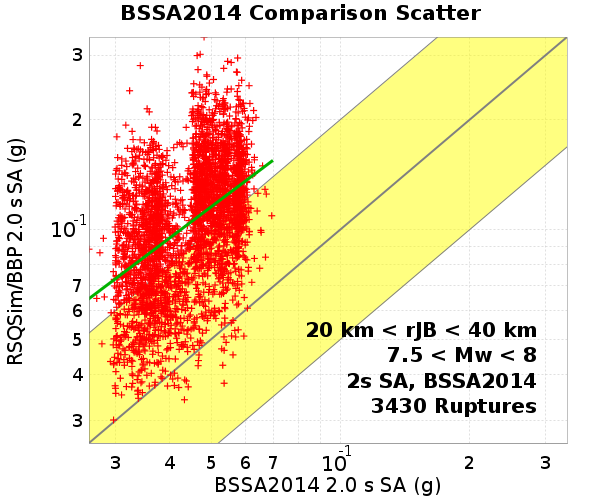 BSSA2014 Comparison Scatter
RSQSim/BBP 2.0 s SA (g)
3
2
10-1
7
6
5
4
3
20 km < rJB < 40 km
7.5 < Mw < 8
2s SA, BSSA2014
3430 Ruptures
3 4 5 6 7 10-1 2 3
BSSA2014 2.0 s SA (g)